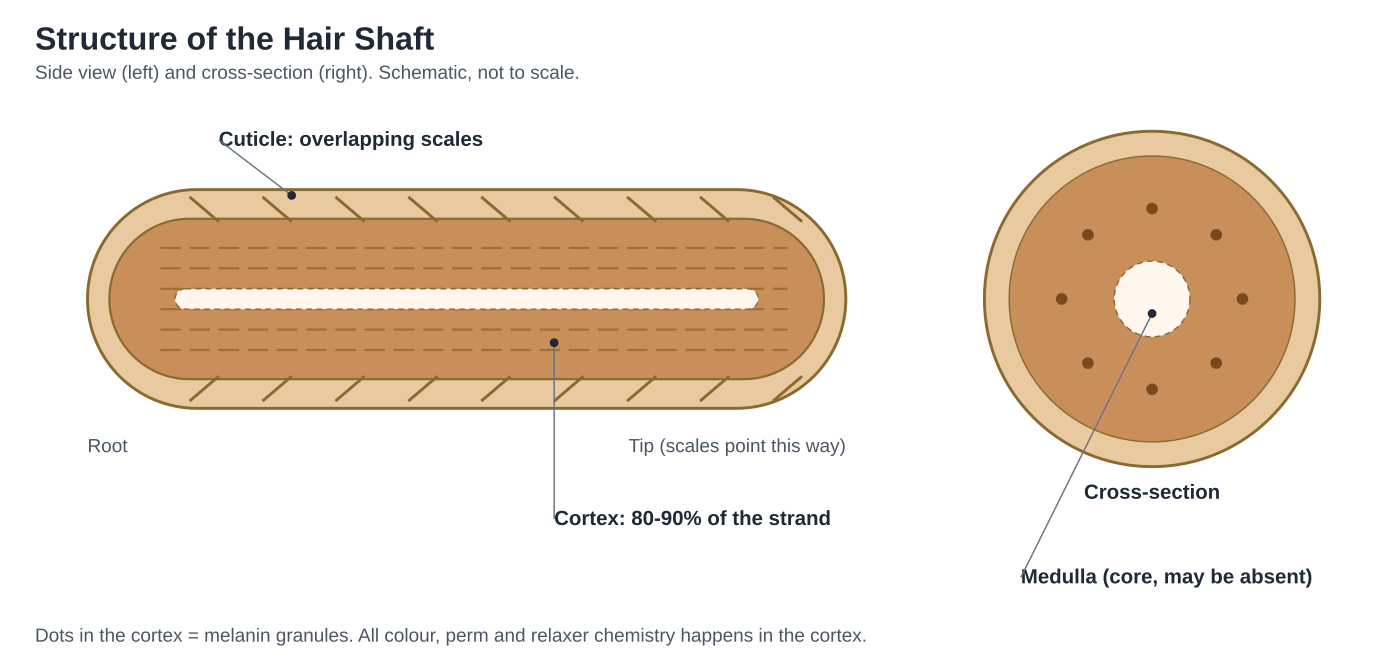 Structure of the Hair Shaft
Side view (left) and cross-section (right). Schematic, not to scale.
Cuticle: overlapping scales
Root
Tip (scales point this way)
Cross-section
Cortex: 80-90% of the strand
Medulla (core, may be absent)
Dots in the cortex = melanin granules. All colour, perm and relaxer chemistry happens in the cortex.